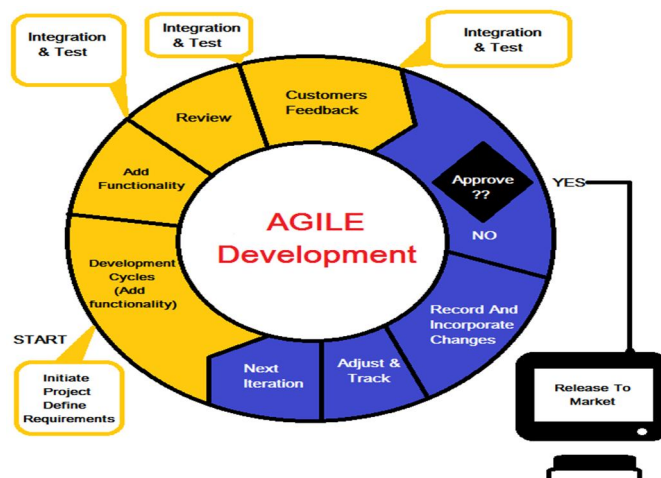 Integration
& Test
Integration
& Test
Integration
& Test
Customers
Feedback
Review
Add
Functionality
Approve
??
YES
NO
AGILE
Development
Development
Cycles
(Add
functionality)
Record And
Incorporate
Changes
START
Adjust &
Track
Next
Iteration
Initiate
Project
Define
Requirements
Release To
Market